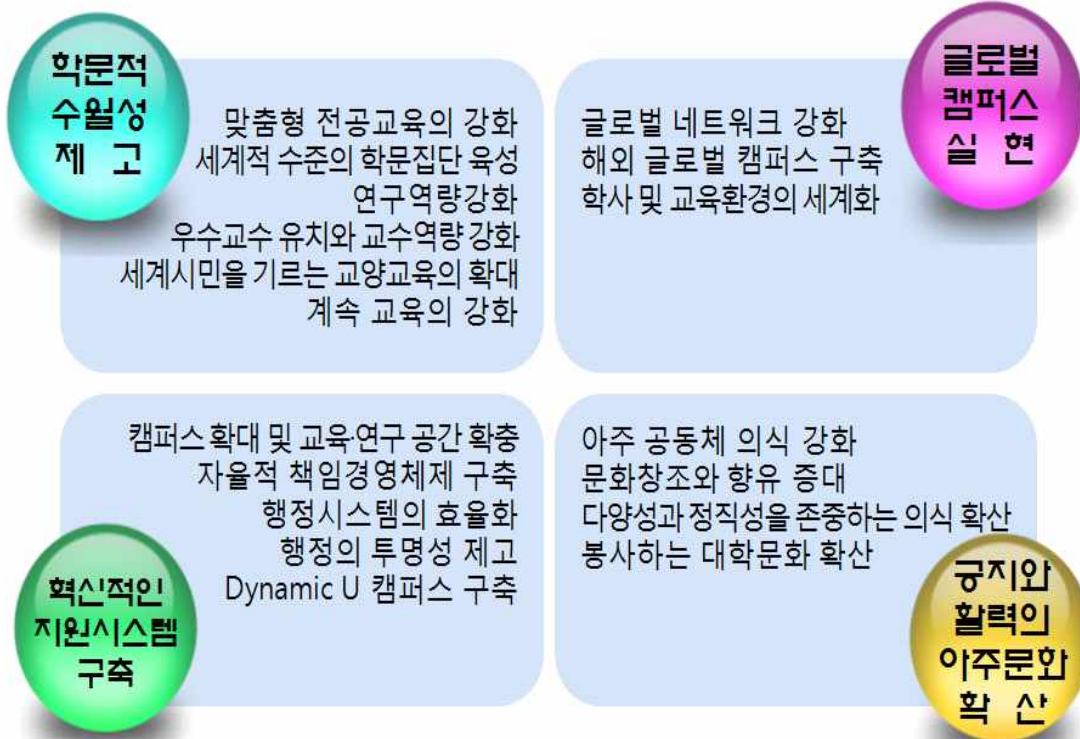 학문적
수월성
제 고
맞춤형 전공교육의 강화
세계적 수준의 학문집단 육성
연구역량강화
우수교수 유치와 교수역량 강화
세계시민을 기르는 교양교육의 확대
계속 교육의 강화
글로벌
캠퍼스
실 현
글로벌 네트워크 강화
해외 글로벌 캠퍼스 구축
학사 및 교육환경의 세계화
캠퍼스 확대 및 교육·연구 공간 확충
자율적 책임경영체제 구축
행정시스템의 효율화
행정의 투명성 제고
Dynamic U 캠퍼스 구축
혁신적인
지원시스템
구축
아주 공동체 의식 강화
문화창조와 향유 증대
다양성과 정직성을 존중하는 의식 확산
봉사하는 대학문화 확산
긍지와
활력의
아주문화
확 산